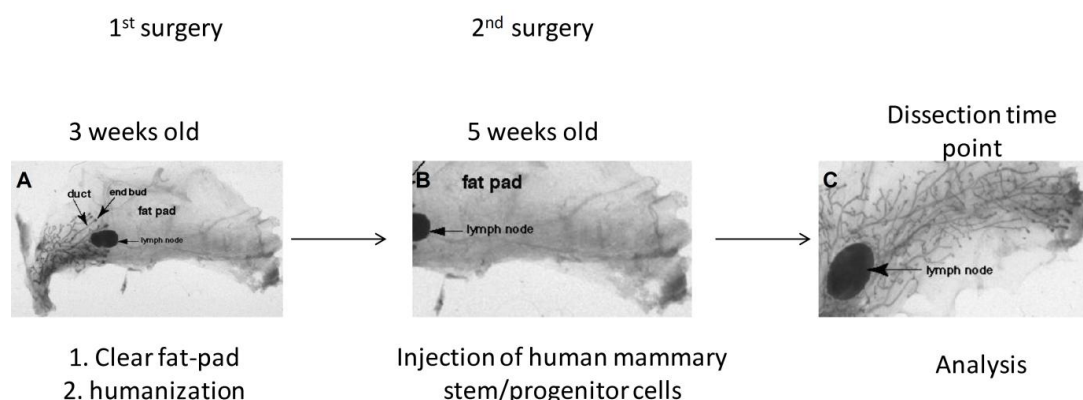 1st surgery
2nd surgery
3 weeks old
5 weeks old
Dissection time
point
A
duct
end bud
fat pad
lymph node
B
fat pad
lymph node
C
lymph node
1. Clear fat-pad
2. humanization
Injection of human mammary
stem/progenitor cells
Analysis